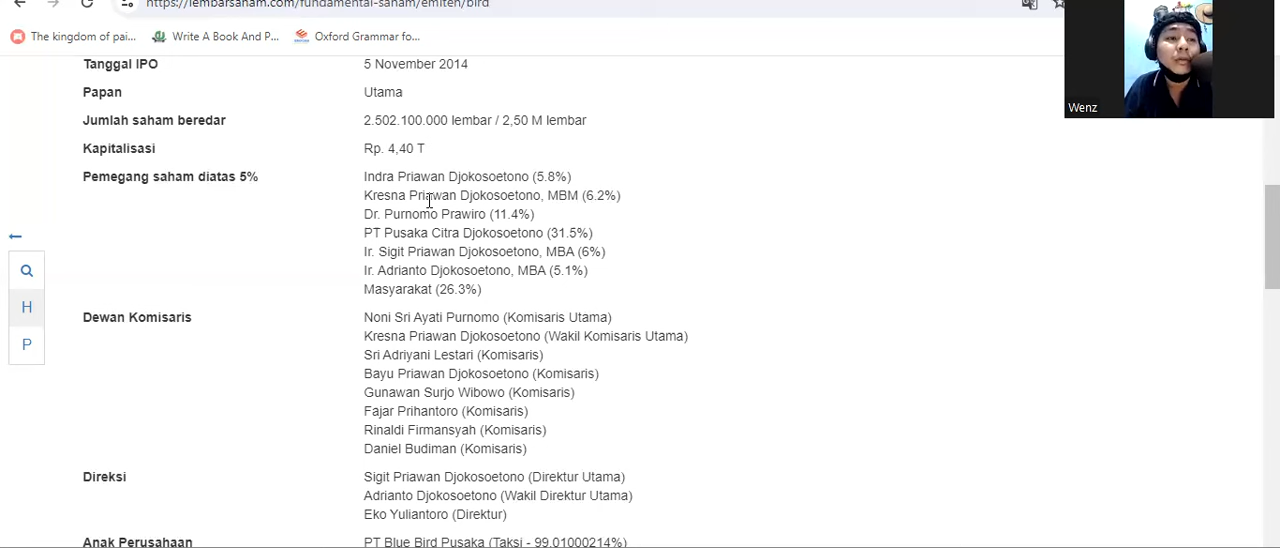 https://lembarsaham.com/fundamental-saham/emiten/bird
The kingdom of pai... Write A Book And P... Oxford Grammar fo...
Wenz
Tanggal IPO 5 November 2014
Papan Utama
Jumlah saham beredar 2.502.100.000 lembar / 2,50 M lembar
Kapitalisasi Rp. 4,40 T
Pemegang saham diatas 5% Indra Priawan Djokosoetono (5.8%)
Kresna Priawan Djokosoetono, MBM (6.2%)
Dr. Purnomo Prawiro (11.4%)
PT Pusaka Citra Djokosoetono (31.5%)
Ir. Sigit Priawan Djokosoetono, MBA (6%)
Ir. Adrianto Djokosoetono, MBA (5.1%)
Masyarakat (26.3%)
H
P
Dewan Komisaris Noni Sri Ayati Purnomo (Komisaris Utama)
Kresna Priawan Djokosoetono (Wakil Komisaris Utama)
Sri Adriyani Lestari (Komisaris)
Bayu Priawan Djokosoetono (Komisaris)
Gunawan Surjo Wibowo (Komisaris)
Fajar Prihantoro (Komisaris)
Rinaldi Firmansyah (Komisaris)
Daniel Budiman (Komisaris)
Direksi Sigit Priawan Djokosoetono (Direktur Utama)
Adrianto Djokosoetono (Wakil Direktur Utama)
Eko Yuliantoro (Direktur)
Anak Perusahaan PT Blue Bird Pusaka (Taksi - 99.01000214%)